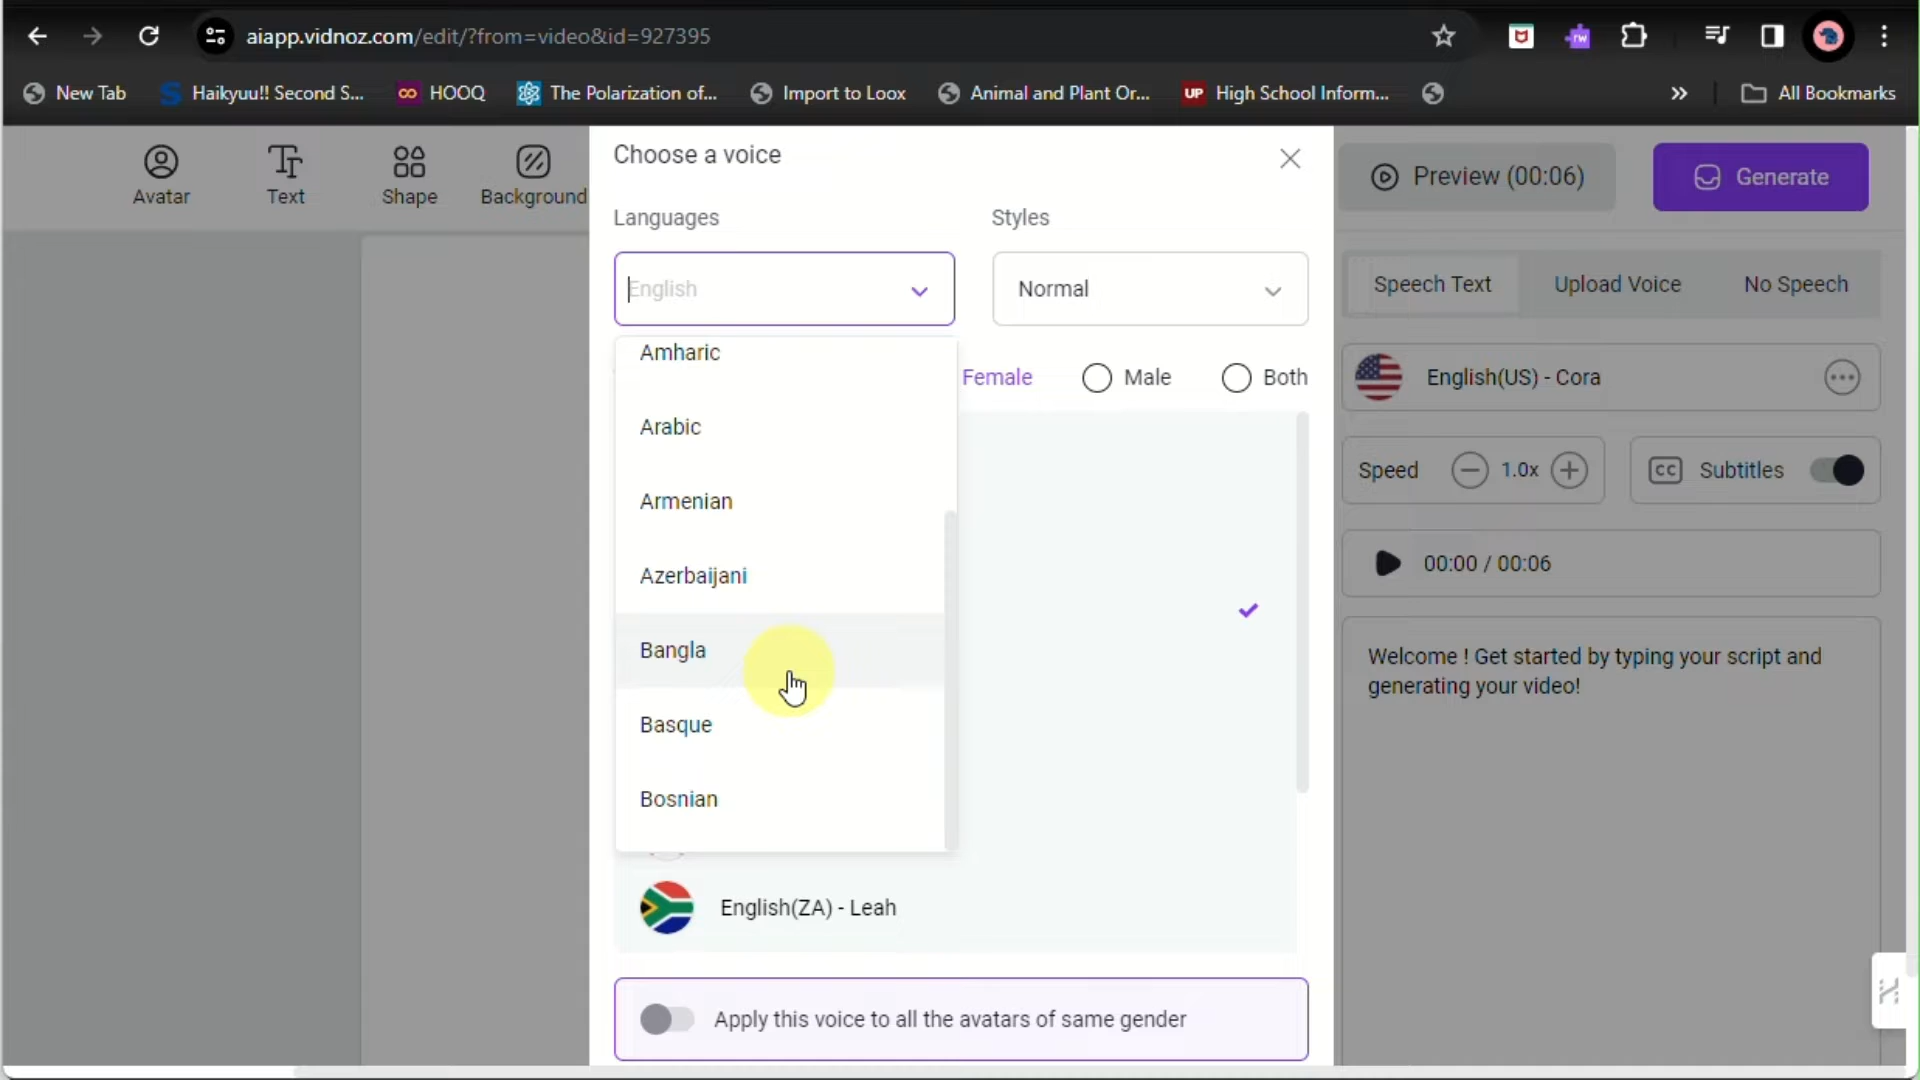 aiapp.vidnoz.com/edit/?from=video&id=927395
New Tab
Haikyuu!! Second S...
HOOQ
The Polarization of...
Import to Loox
Animal and Plant Or...
UP High School Inform...
»
All Bookmarks
Avatar
Text
Shape
Background
Choose a voice
Preview (00:06)
Generate
Languages
Styles
English
Normal
Speech Text
Upload Voice
No Speech
Amharic
Female
Male
Both
English(US) - Cora
Arabic
Speed
1.0x
CC Subtitles
Armenian
00:00 / 00:06
Azerbaijani
Bangla
Welcome ! Get started by typing your script and
generating your video!
Basque
Bosnian
English(ZA) - Leah
Apply this voice to all the avatars of same gender